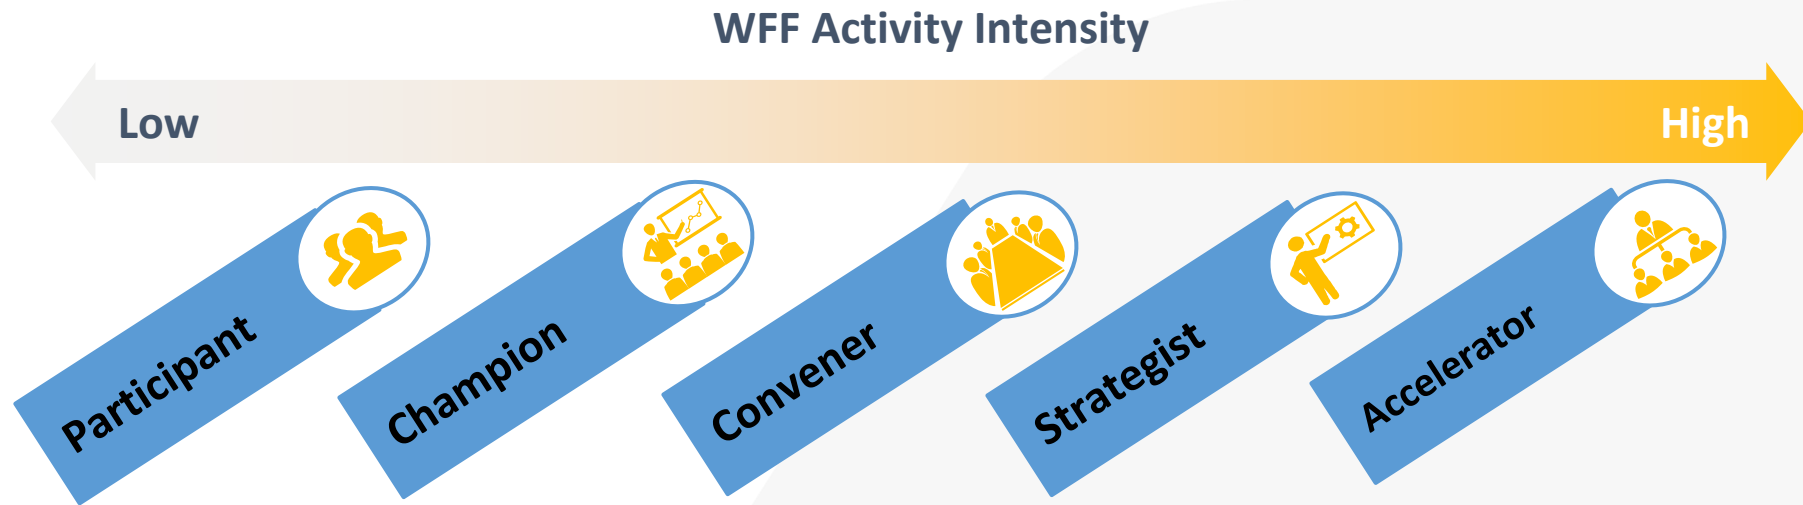 WFF Activity Intensity
Low
High
Participant
Champion
Convener
Strategist
Accelerator